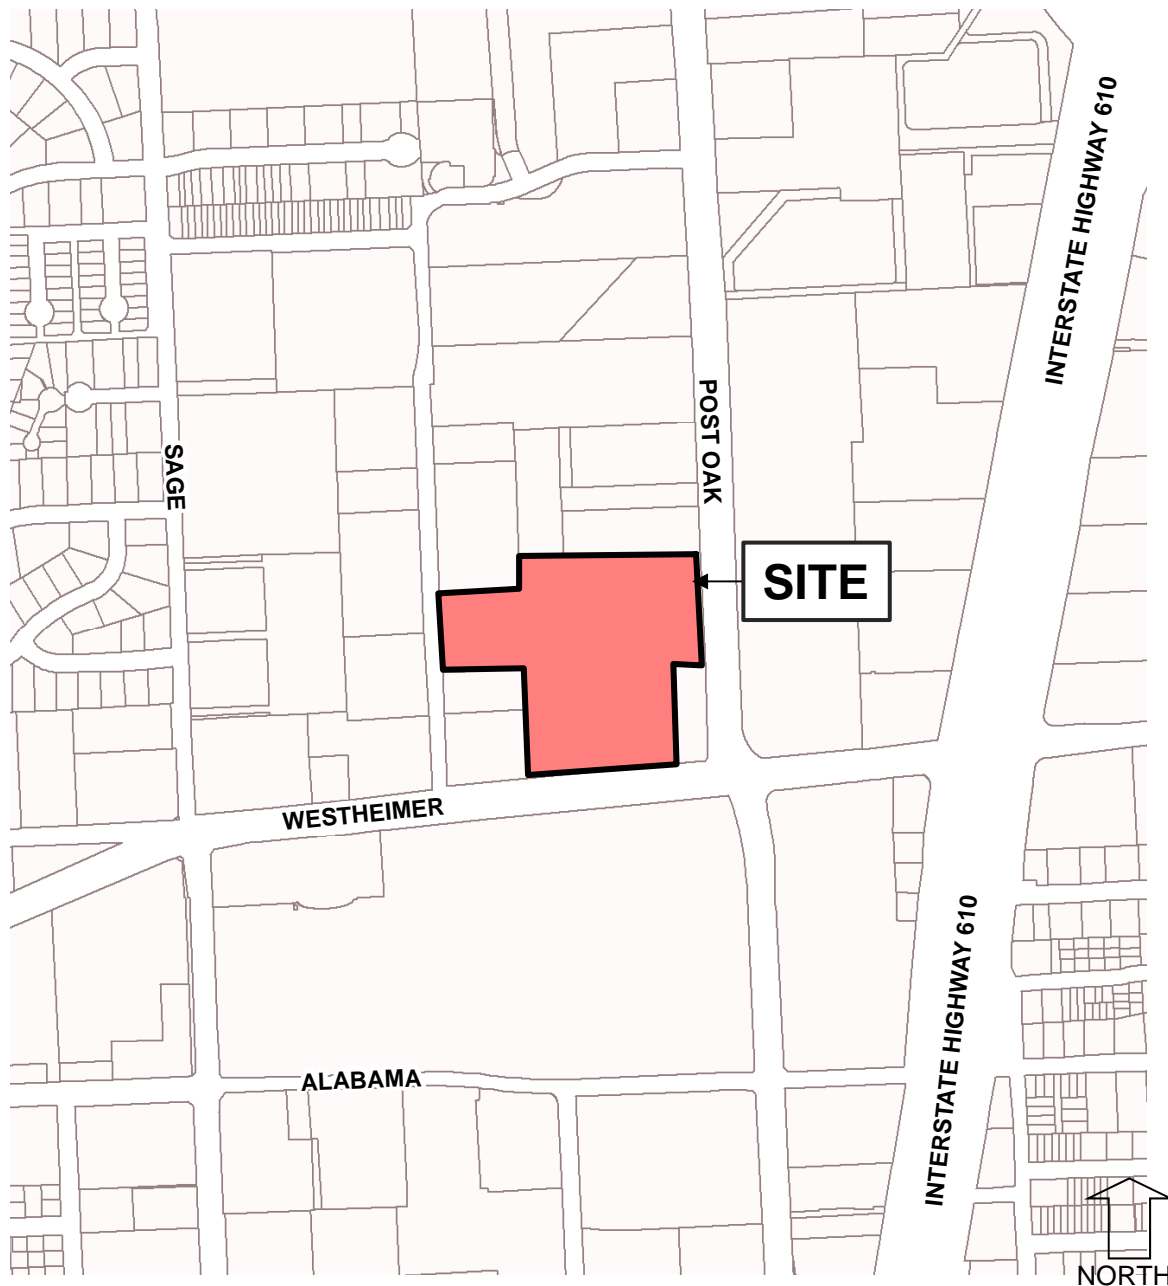 INTERSTATE HIGHWAY 610
POST OAK
SAGE
SITE
WESTHEIMER
INTERSTATE HIGHWAY 610
ALABAMA
NORTH